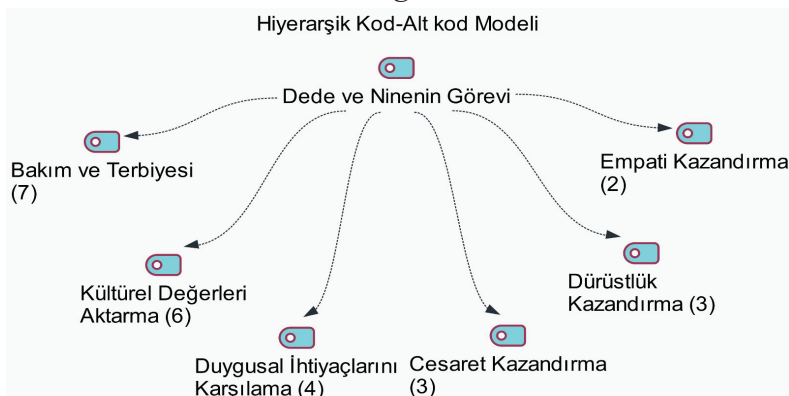 Hiyerarşik Kod-Alt kod Modeli
Dede ve Ninenin Görevi
Bakım ve Terbiyesi
(7)
Kültürel Değerleri
Aktarma (6)
Duygusal İhtiyaçlarını
Karşılama (4)
Cesaret Kazandırma
(3)
Dürüstlük
Kazandırma (3)
Empati Kazandırma
(2)